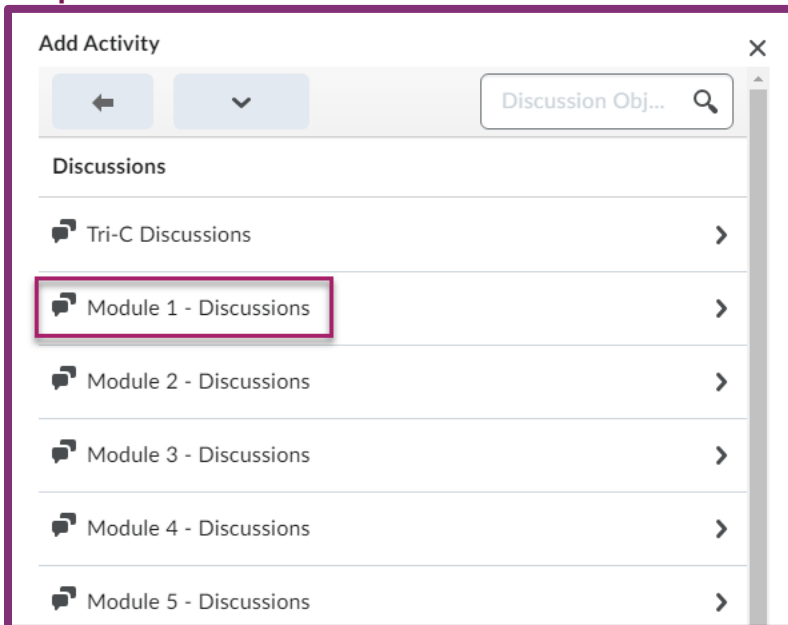 Add Activity
Discussion Obj...
Discussions
Tri-C Discussions
Module 1 - Discussions
Module 2 - Discussions
Module 3 - Discussions
Module 4 - Discussions
Module 5 - Discussions